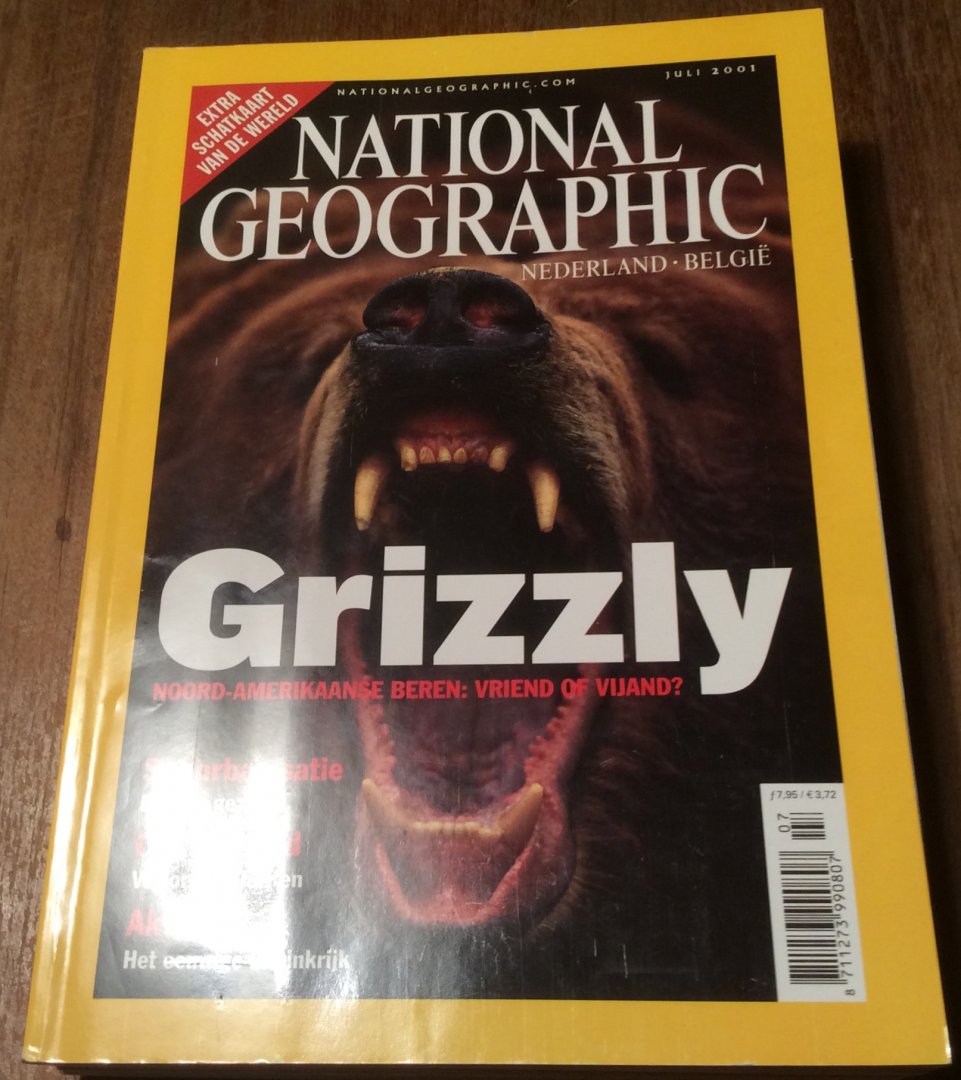 EXTRA
SCHATKAART
VAN DE WERELD
NATIONALGEOGRAPHIC.COM
JULI 2001
NATIONAL
GEOGRAPHIC
NEDERLAND · BELGIË
Grizzly
NOORD-AMERIKAANSE BEREN: VRIEND OF VIJAND?
Het
ƒ7,95 / € 3,72
07
8 711273 990807